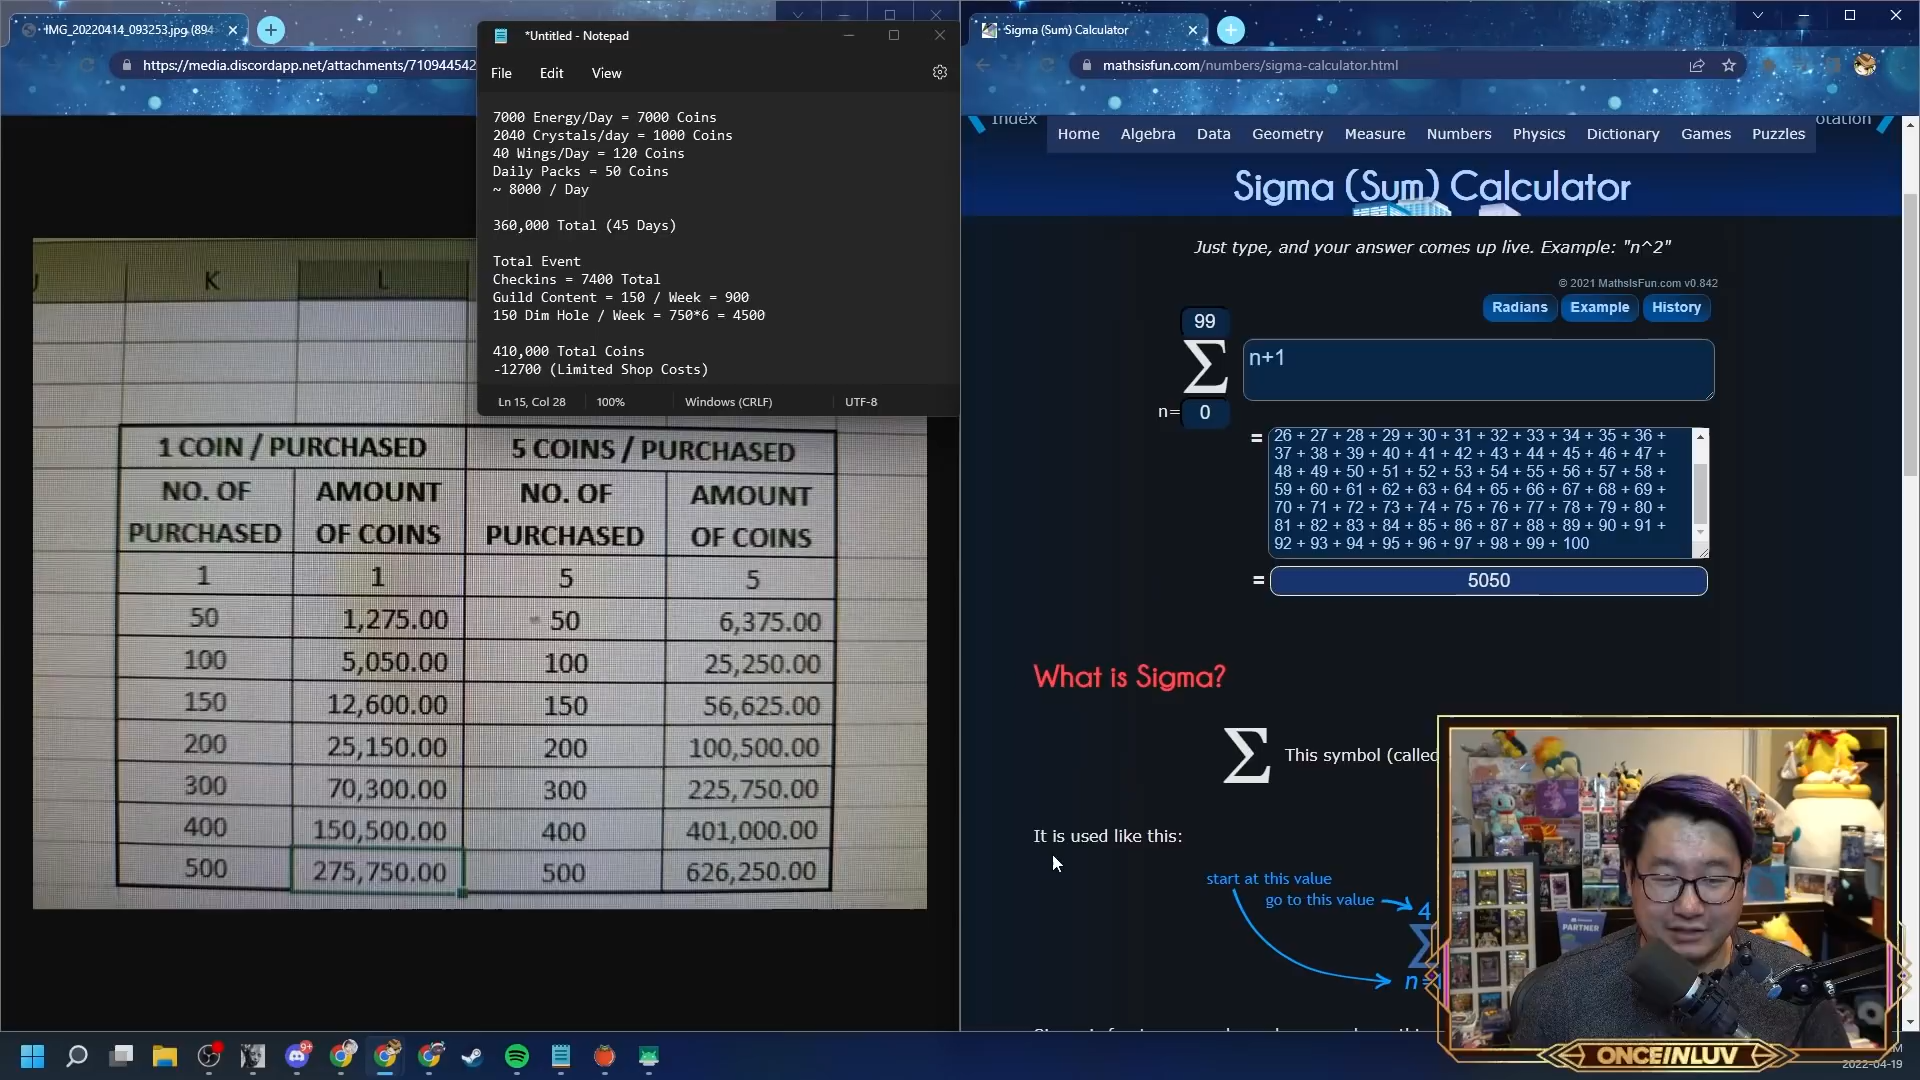 IMG_20220414_093253.jpg (894
https://media.discordapp.net/attachments/710944542
*Untitled - Notepad
File Edit View
7000 Energy/Day = 7000 Coins
2040 Crystals/day = 1000 Coins
40 Wings/Day = 120 Coins
Daily Packs = 50 Coins
~ 8000 / Day
360,000 Total (45 Days)
Total Event
Checkins = 7400 Total
Guild Content = 150 / Week = 900
150 Dim Hole / Week = 750*6 = 4500
410,000 Total Coins
-12700 (Limited Shop Costs)
Ln 15, Col 28 100% Windows (CRLF) UTF-8
K L
1 COIN / PURCHASED 5 COINS / PURCHASED
NO. OF PURCHASED AMOUNT OF COINS NO. OF PURCHASED AMOUNT OF COINS
1 1 5 5
50 1,275.00 50 6,375.00
100 5,050.00 100 25,250.00
150 12,600.00 150 56,625.00
200 25,150.00 200 100,500.00
300 70,300.00 300 225,750.00
400 150,500.00 400 401,000.00
500 275,750.00 500 626,250.00
Sigma (Sum) Calculator
mathsisfun.com/numbers/sigma-calculator.html
Index
Home Algebra Data Geometry Measure Numbers Physics Dictionary Games Puzzles
Sigma (Sum) Calculator
Just type, and your answer comes up live. Example: "n^2"
© 2021 MathsIsFun.com v0.842
Radians Example History
99
Σ n+1
n= 0
= 26 + 27 + 28 + 29 + 30 + 31 + 32 + 33 + 34 + 35 + 36 +
37 + 38 + 39 + 40 + 41 + 42 + 43 + 44 + 45 + 46 + 47 +
48 + 49 + 50 + 51 + 52 + 53 + 54 + 55 + 56 + 57 + 58 +
59 + 60 + 61 + 62 + 63 + 64 + 65 + 66 + 67 + 68 + 69 +
70 + 71 + 72 + 73 + 74 + 75 + 76 + 77 + 78 + 79 + 80 +
81 + 82 + 83 + 84 + 85 + 86 + 87 + 88 + 89 + 90 + 91 +
92 + 93 + 94 + 95 + 96 + 97 + 98 + 99 + 100
= 5050
What is Sigma?
Σ This symbol (called
It is used like this:
start at this value
go to this value
4
Σ
n=
PARTNER
ONCEINLUV
9+
2022-04-19